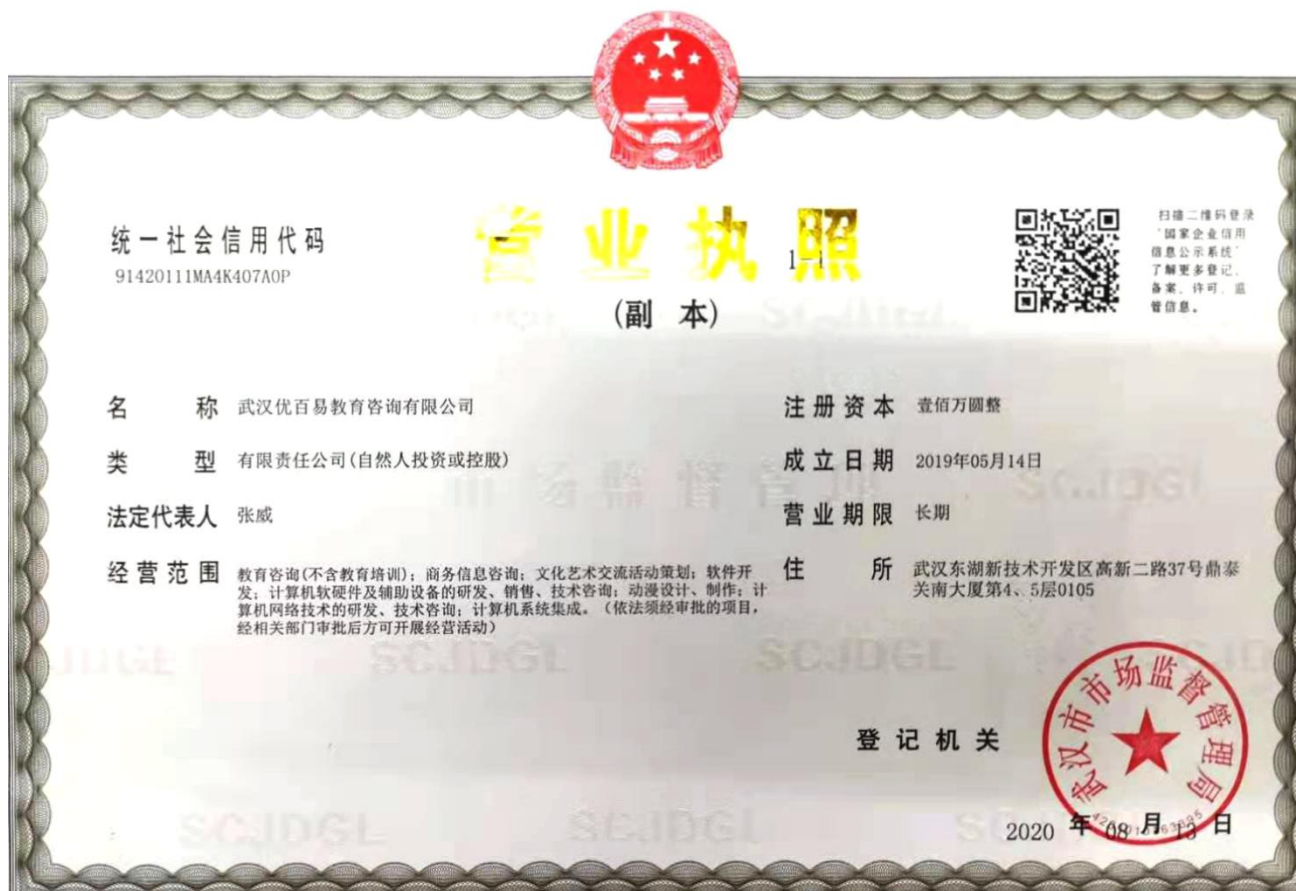 统一社会信用代码
91420111MA4K407A0P
营业执照
1-1
(副 本)
扫描二维码登录
“国家企业信用
信息公示系统”
了解更多登记、
备案、许可、监
管信息。
名 称 武汉优百易教育咨询有限公司
类 型 有限责任公司(自然人投资或控股)
法定代表人 张威
经营范围 教育咨询(不含教育培训)；商务信息咨询；文化艺术交流活动策划；软件开
发；计算机软硬件及辅助设备的研发、销售、技术咨询；动漫设计、制作；计
算机网络技术的研发、技术咨询；计算机系统集成。（依法须经审批的项目，
经相关部门审批后方可开展经营活动）
注册资本 壹佰万圆整
成立日期 2019年05月14日
营业期限 长期
住 所 武汉东湖新技术开发区高新二路37号鼎泰
关南大厦第4、5层0105
登记机关
武汉市市场监督管理局
2020 年 08 月 13 日
市场监督管理
SCJDGL
SCJDGL
SCJDGL
SCJDGL
SCJDGL